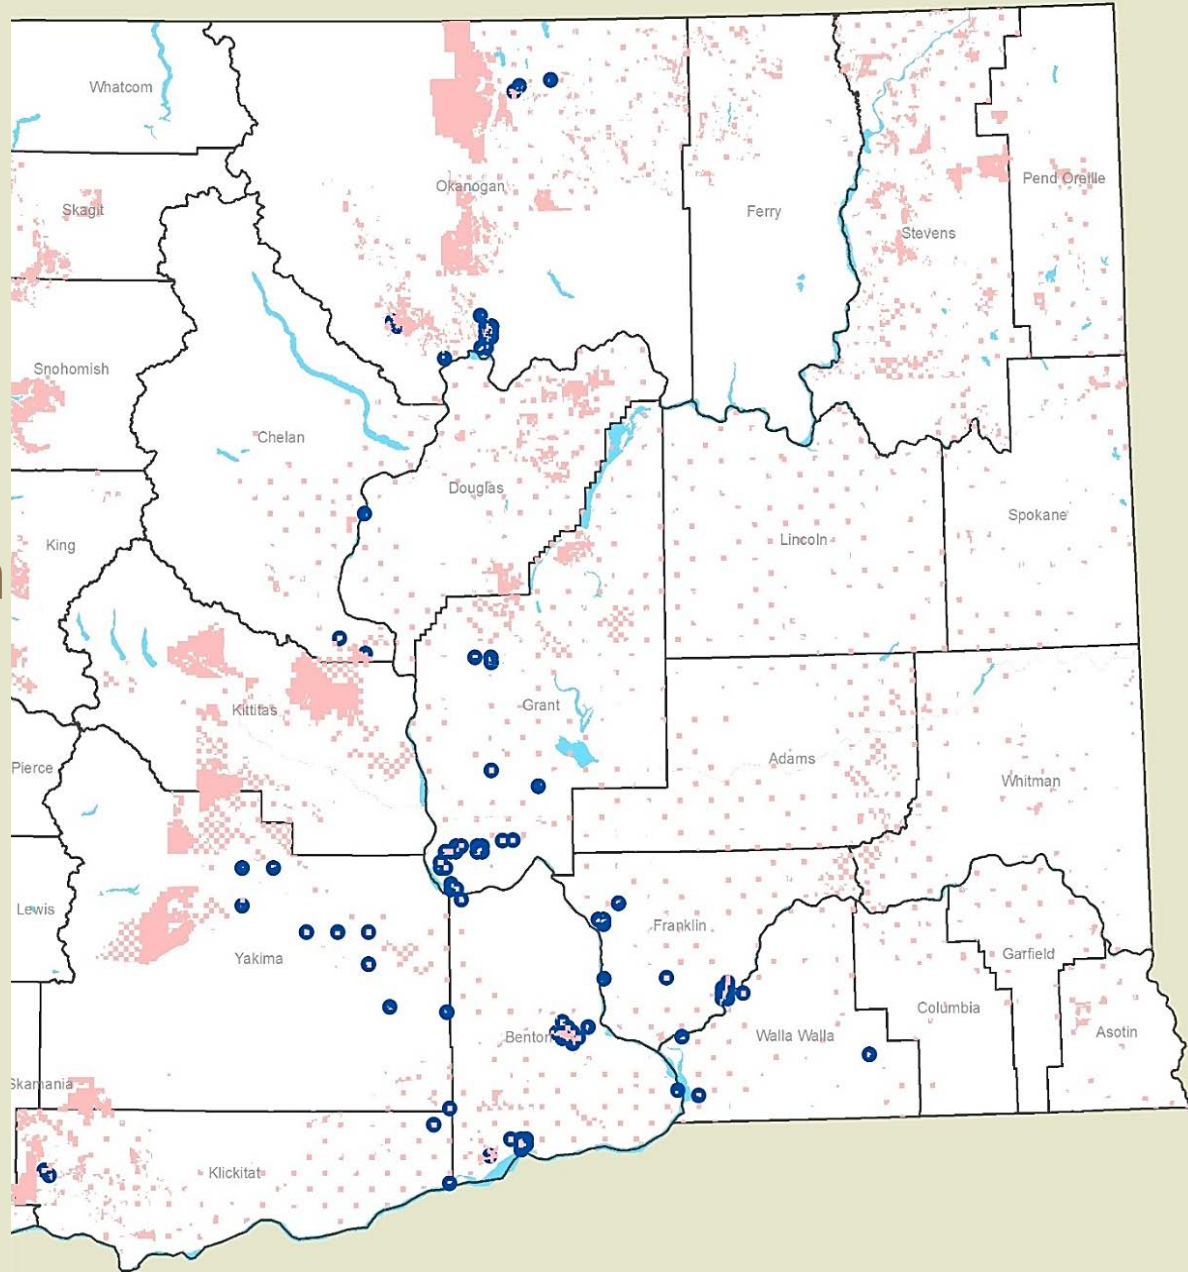 Whatcom
Okanogan
Pend Oreille
Skagit
Ferry
Stevens
Snohomish
Chelan
Douglas
Spokane
Lincoln
King
Kittitas
Grant
Adams
Pierce
Whitman
Lewis
Franklin
Yakima
Garfield
Columbia
Benton
Walla Walla
Asotin
Skamania
Klickitat